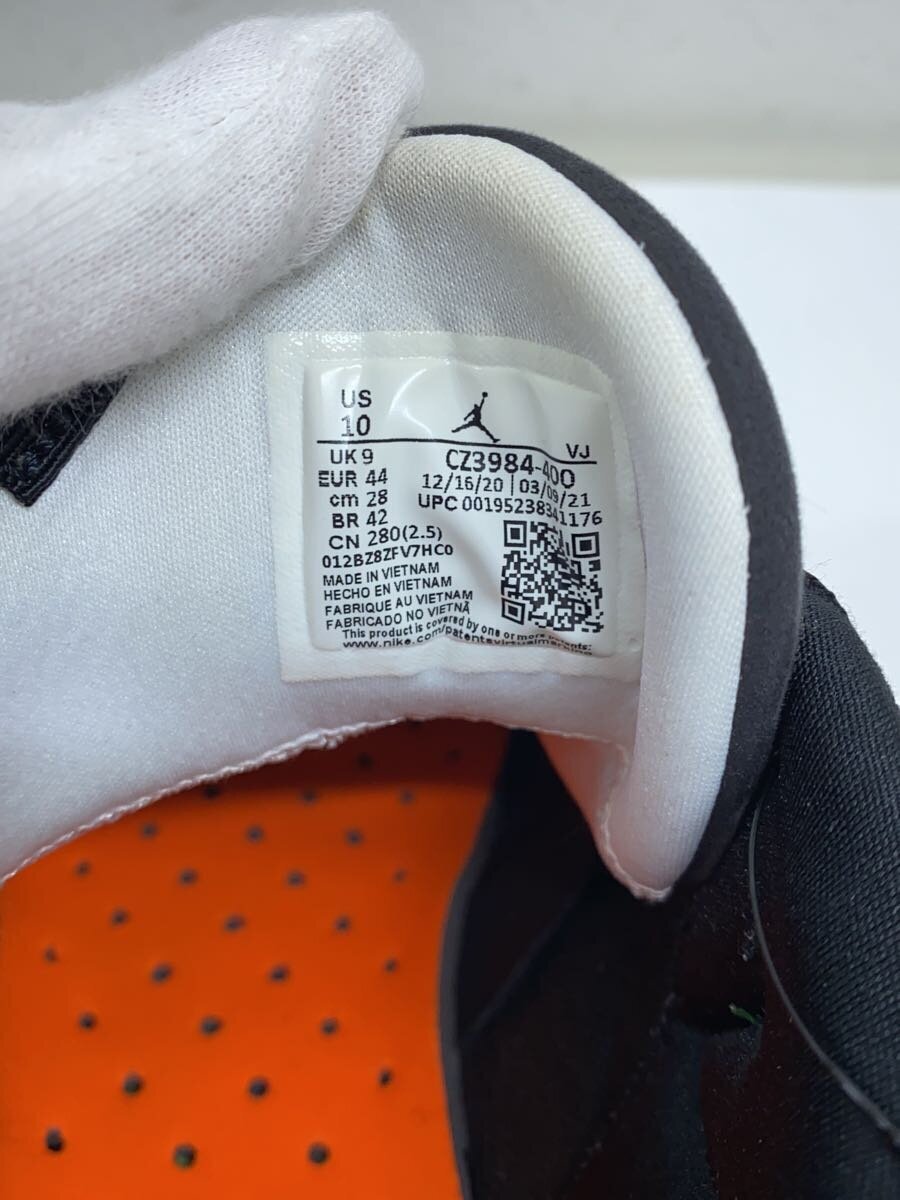 US
10
VJ
UK 9
CZ3984-400
EUR 44
12/16/20 | 03/09/21
cm 28
UPC 00195238341176
BR 42
CN 280(2.5)
012BZ8ZFV7HC0
MADE IN VIETNAM
HECHO EN VIETNAM
FABRIQUE AU VIETNAM
FABRICADO NO VIETNÃ
This product is covered by one or more patents:
www.nike.com/patentsvirtualmarking